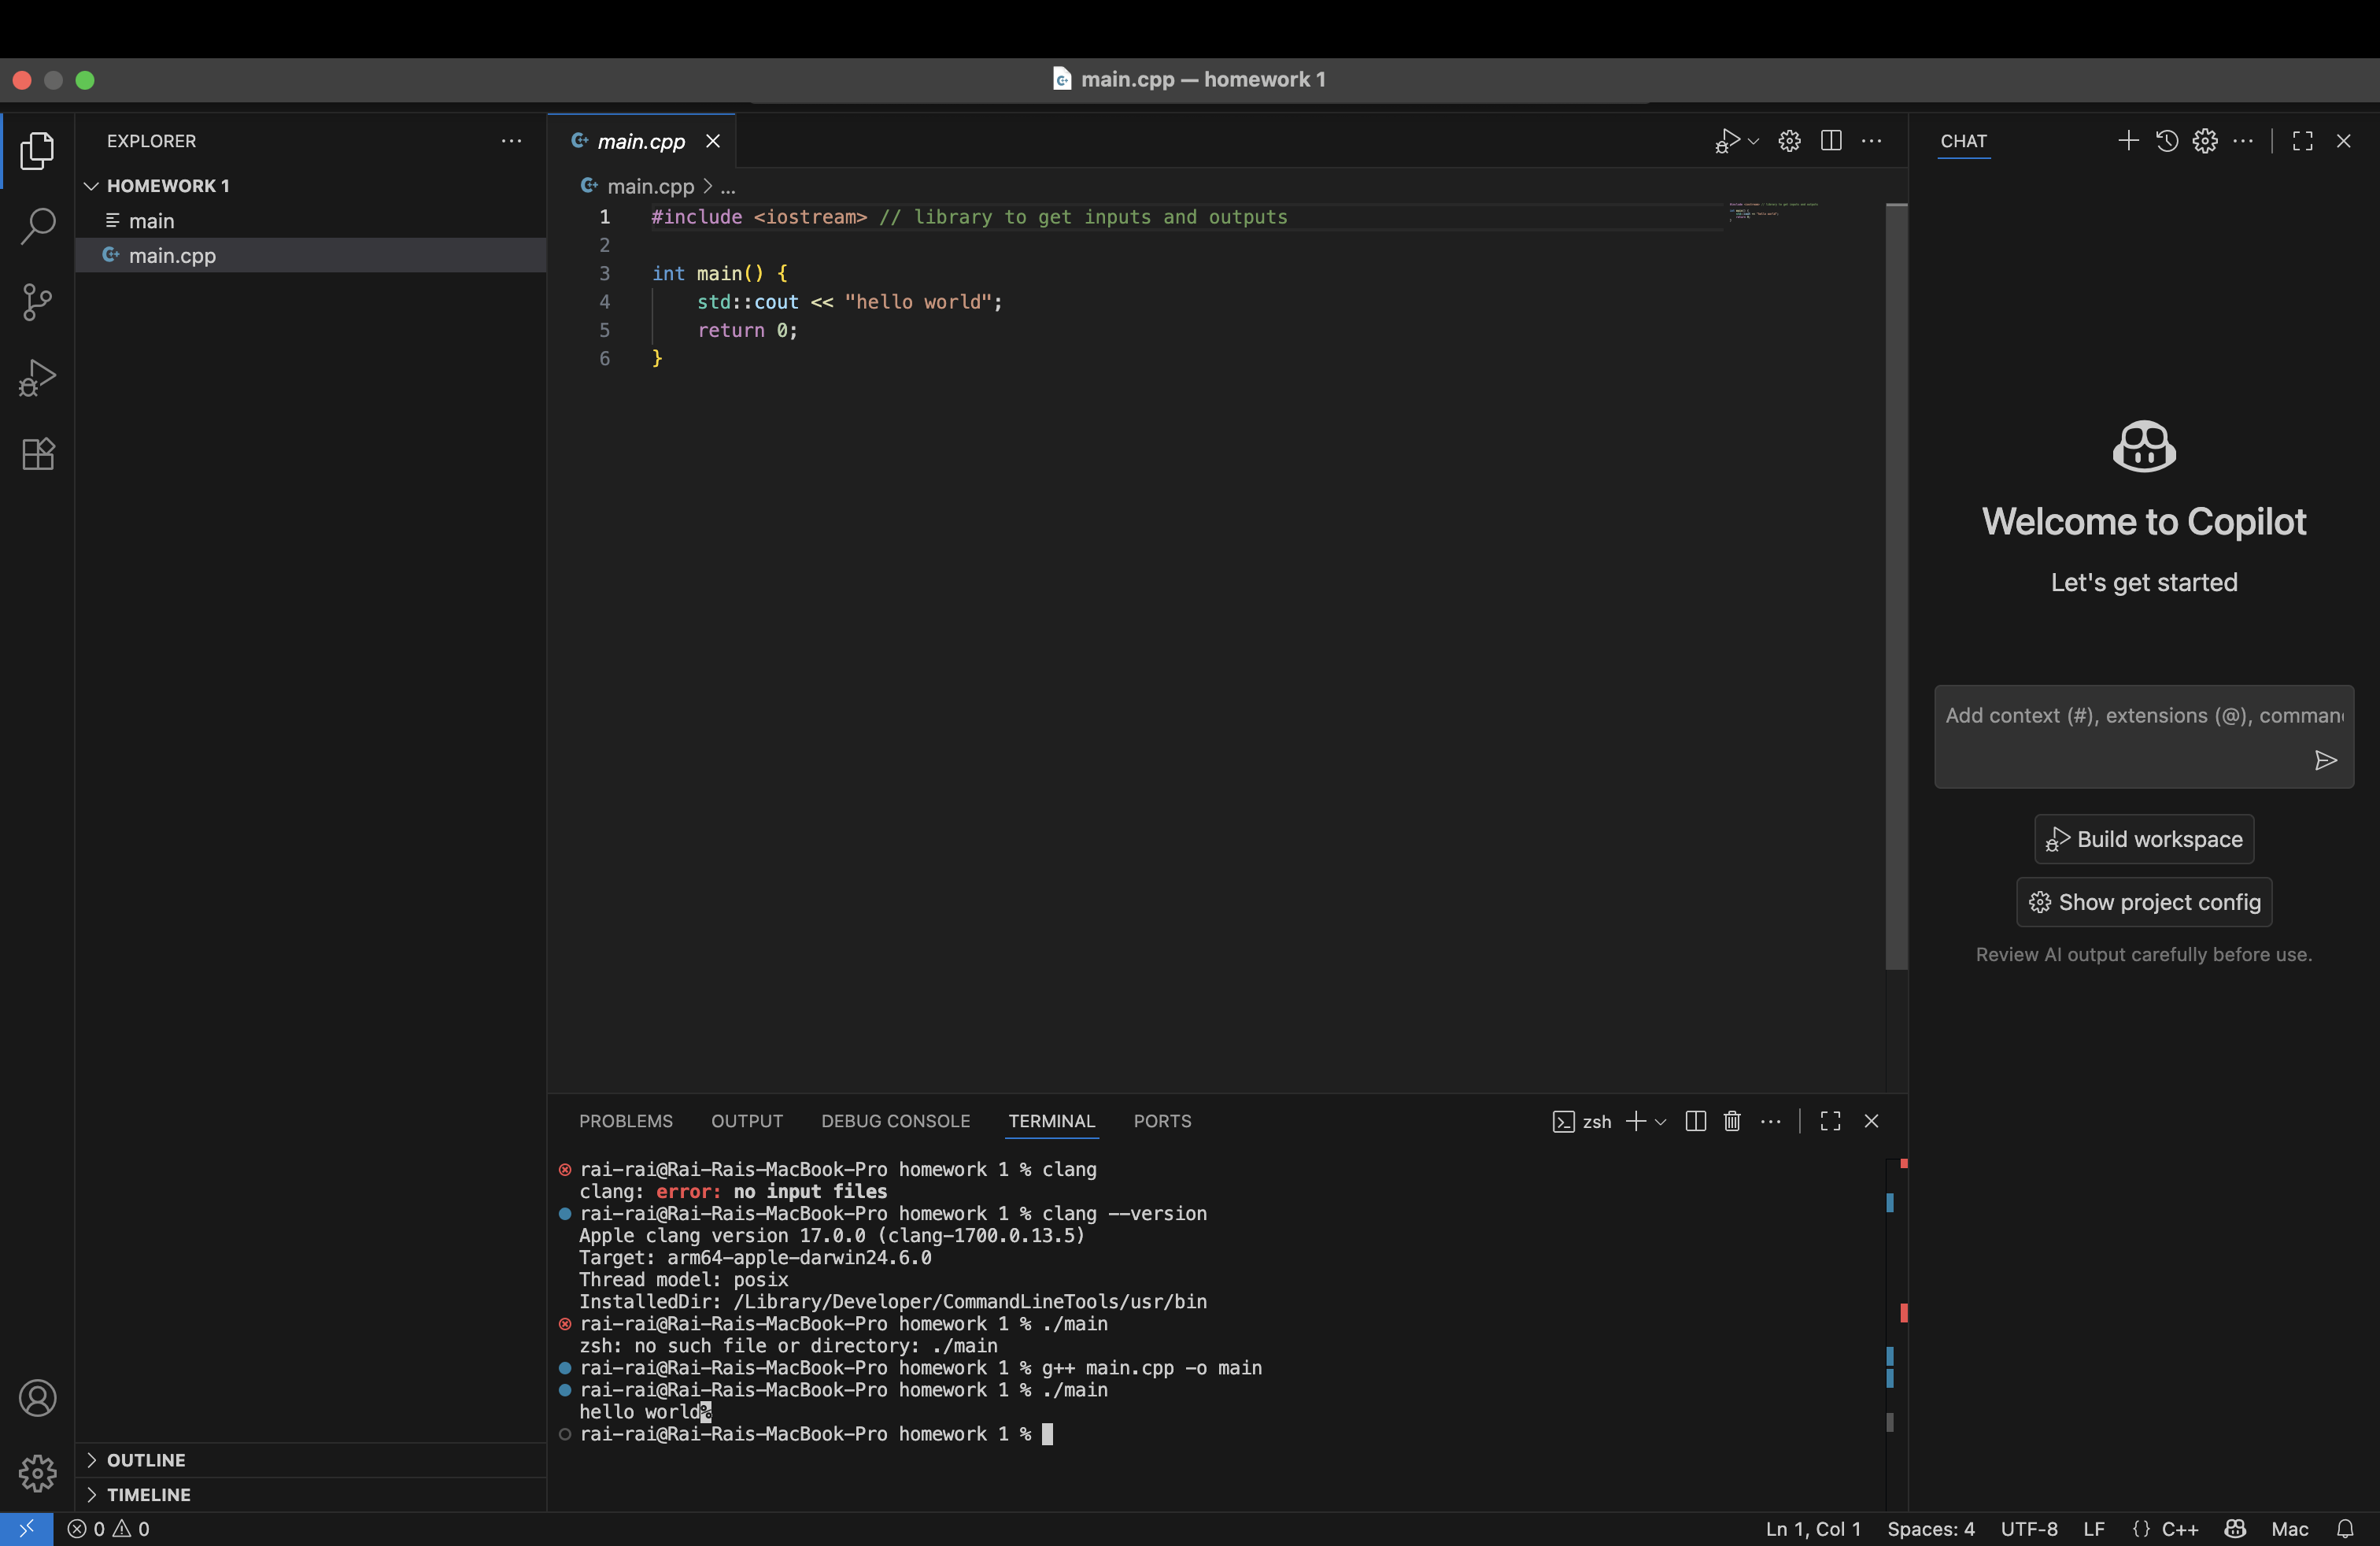 main.cpp — homework 1
EXPLORER
HOMEWORK 1
main
main.cpp
OUTLINE
TIMELINE
main.cpp
main.cpp > ...
1 #include <iostream> // library to get inputs and outputs
2
3 int main() {
4 std::cout << "hello world";
5 return 0;
6 }
PROBLEMS OUTPUT DEBUG CONSOLE TERMINAL PORTS
zsh
rai-rai@Rai-Rais-MacBook-Pro homework 1 % clang
clang: error: no input files
rai-rai@Rai-Rais-MacBook-Pro homework 1 % clang --version
Apple clang version 17.0.0 (clang-1700.0.13.5)
Target: arm64-apple-darwin24.6.0
Thread model: posix
InstalledDir: /Library/Developer/CommandLineTools/usr/bin
rai-rai@Rai-Rais-MacBook-Pro homework 1 % ./main
zsh: no such file or directory: ./main
rai-rai@Rai-Rais-MacBook-Pro homework 1 % g++ main.cpp -o main
rai-rai@Rai-Rais-MacBook-Pro homework 1 % ./main
hello world%
rai-rai@Rai-Rais-MacBook-Pro homework 1 %
CHAT
Welcome to Copilot
Let's get started
Add context (#), extensions (@), comman
Build workspace
Show project config
Review AI output carefully before use.
0 0
Ln 1, Col 1 Spaces: 4 UTF-8 LF {} C++ Mac